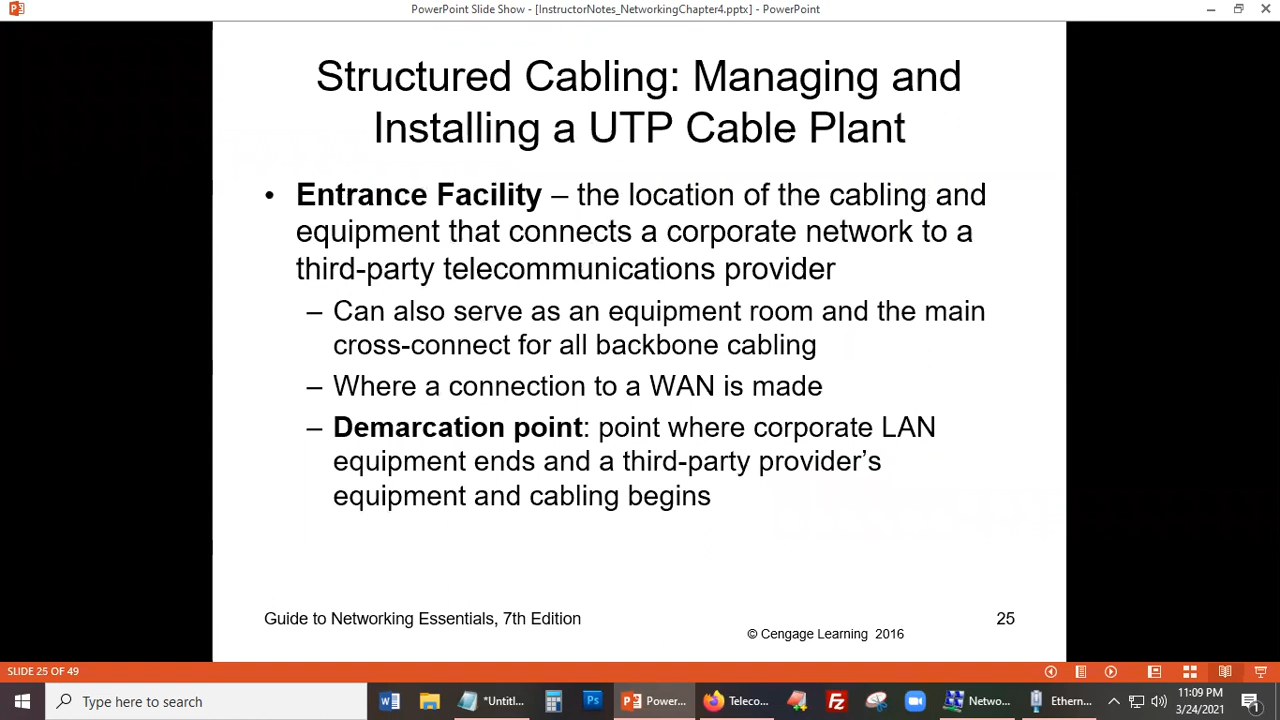 PowerPoint Slide Show - [InstructorNotes_NetworkingChapter4.pptx] - PowerPoint
Structured Cabling: Managing and
Installing a UTP Cable Plant
• Entrance Facility – the location of the cabling and
equipment that connects a corporate network to a
third-party telecommunications provider
– Can also serve as an equipment room and the main
cross-connect for all backbone cabling
– Where a connection to a WAN is made
– Demarcation point: point where corporate LAN
equipment ends and a third-party provider’s
equipment and cabling begins
Guide to Networking Essentials, 7th Edition
25
© Cengage Learning 2016
SLIDE 25 OF 49
Type here to search
*Untitl...
Power...
Teleco...
Netwo...
Ethern...
11:09 PM
3/24/2021
1